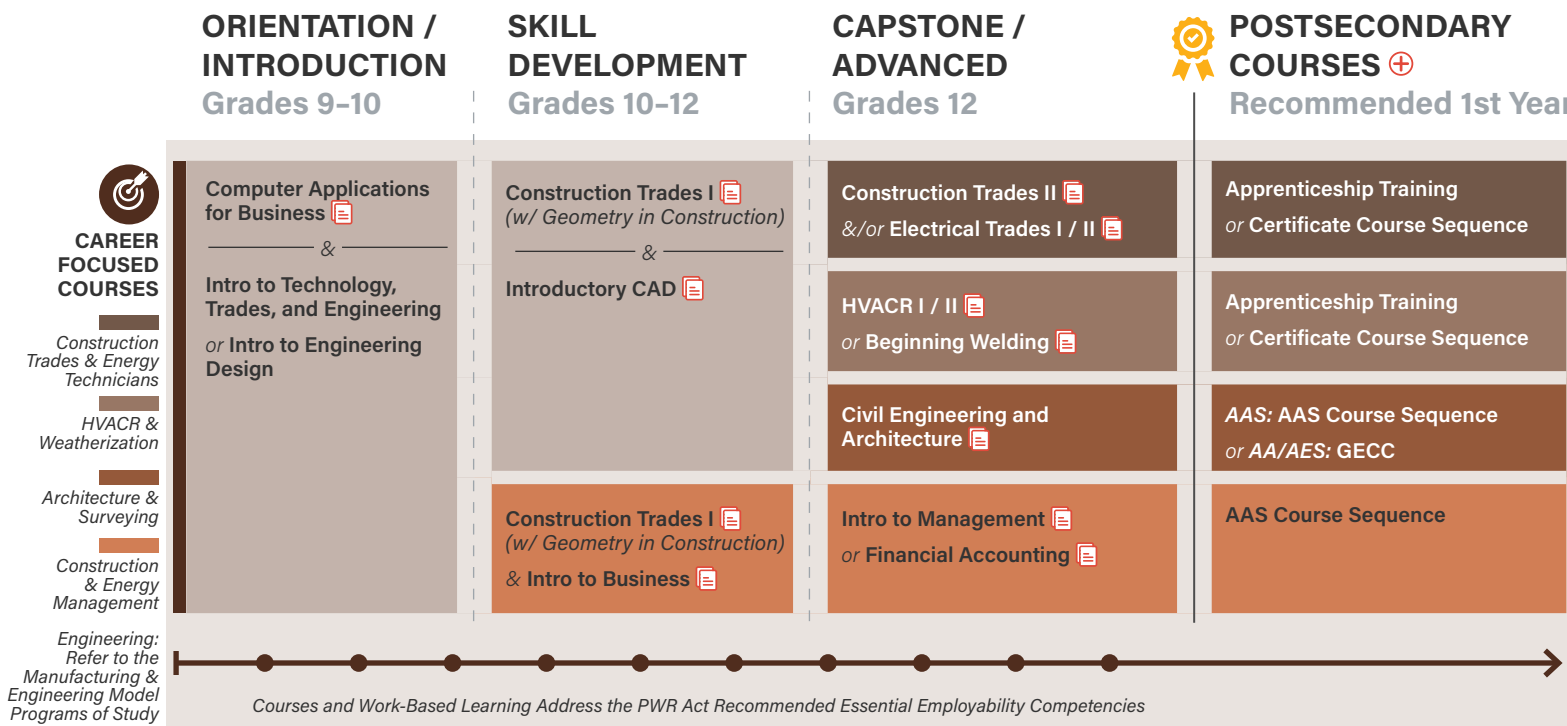 ORIENTATION /
INTRODUCTION
Grades 9–10
SKILL
DEVELOPMENT
Grades 10–12
CAPSTONE /
ADVANCED
Grades 12
POSTSECONDARY
COURSES
Recommended 1st Year
CAREER
FOCUSED
COURSES
Construction
Trades & Energy
Technicians
HVACR &
Weatherization
Architecture &
Surveying
Construction
& Energy
Management
Engineering:
Refer to the
Manufacturing &
Engineering Model
Programs of Study
Computer Applications
for Business
&
Intro to Technology,
Trades, and Engineering
or Intro to Engineering
Design
Construction Trades I
(w/ Geometry in Construction)
&
Introductory CAD
Construction Trades I
(w/ Geometry in Construction)
& Intro to Business
Construction Trades II
&/or Electrical Trades I / II
HVACR I / II
or Beginning Welding
Civil Engineering and
Architecture
Intro to Management
or Financial Accounting
Apprenticeship Training
or Certificate Course Sequence
Apprenticeship Training
or Certificate Course Sequence
AAS: AAS Course Sequence
or AA/AES: GECC
AAS Course Sequence
Courses and Work-Based Learning Address the PWR Act Recommended Essential Employability Competencies